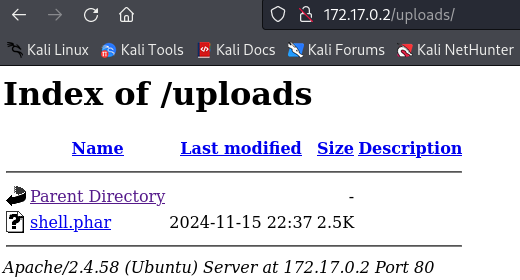 172.17.0.2/uploads/
Kali Linux Kali Tools Kali Docs Kali Forums Kali NetHunter
Index of /uploads
Name Last modified Size Description
Parent Directory -
shell.phar 2024-11-15 22:37 2.5K
Apache/2.4.58 (Ubuntu) Server at 172.17.0.2 Port 80